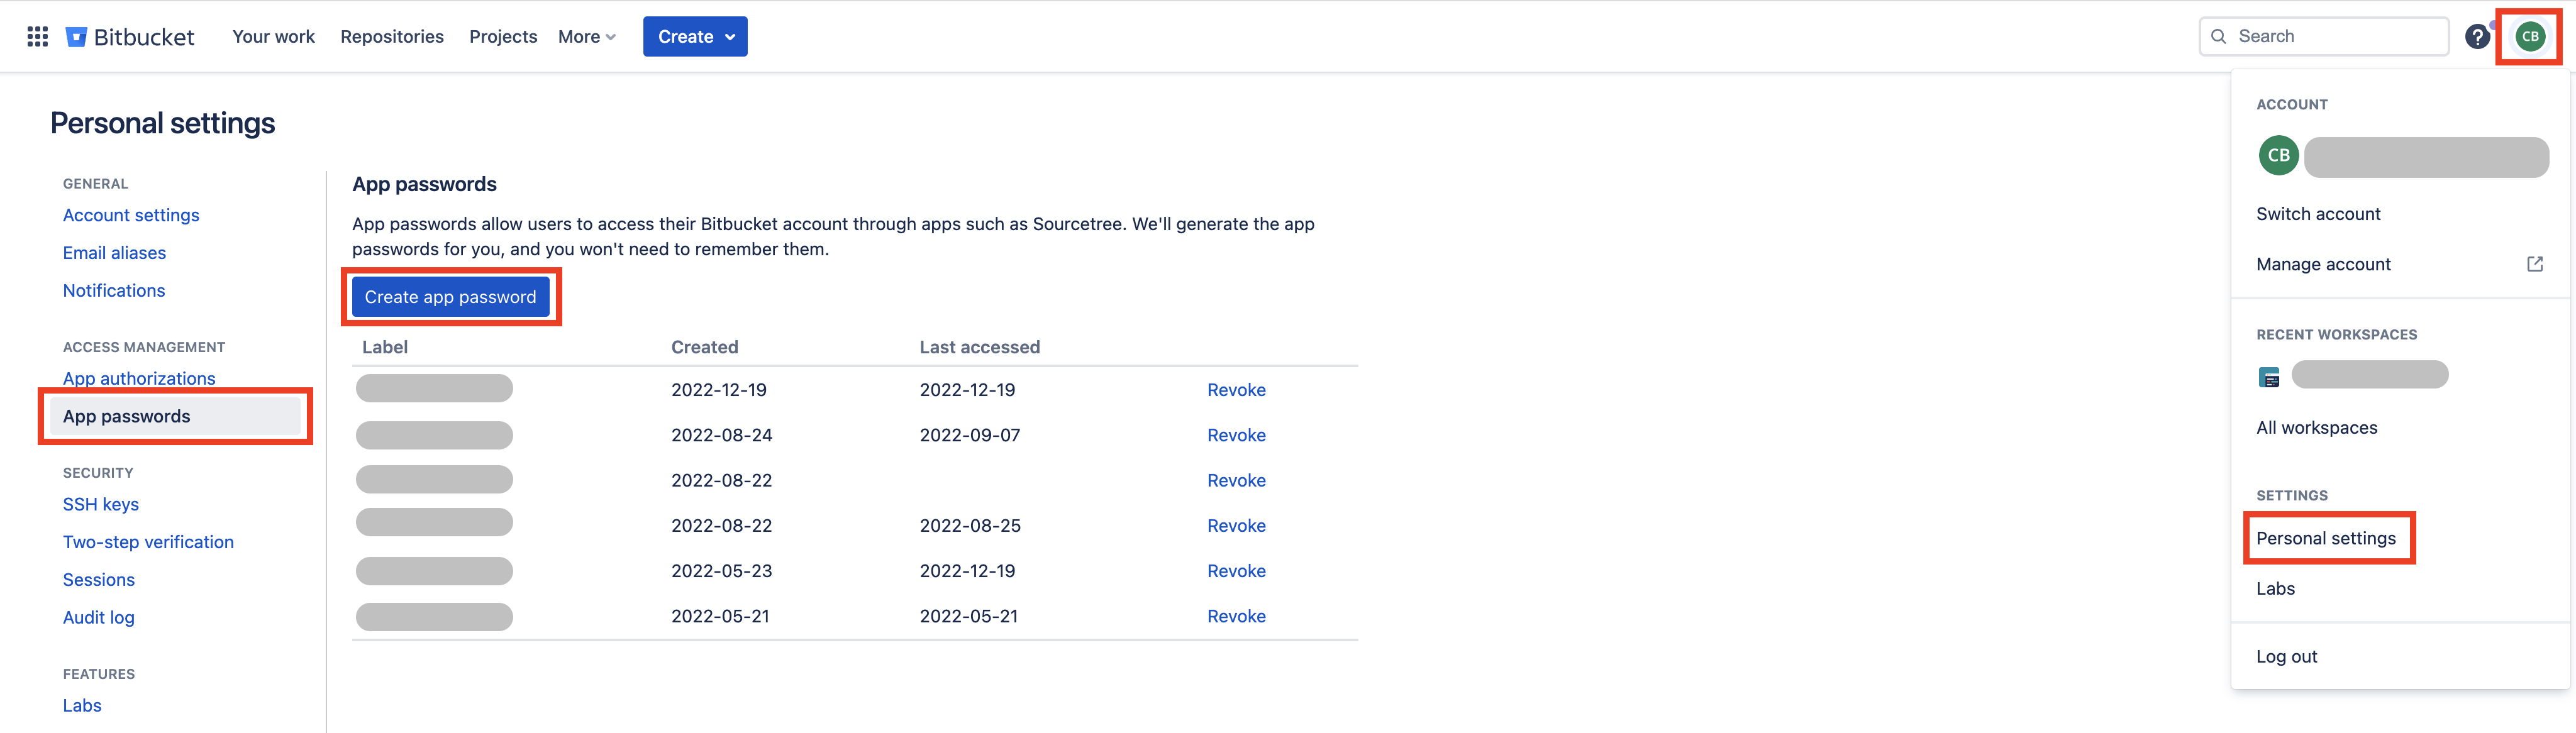 Bitbucket Your work Repositories Projects More Create Search ? CB
Personal settings
GENERAL
Account settings
Email aliases
Notifications
ACCESS MANAGEMENT
App authorizations
App passwords
SECURITY
SSH keys
Two-step verification
Sessions
Audit log
FEATURES
Labs
App passwords
App passwords allow users to access their Bitbucket account through apps such as Sourcetree. We'll generate the app
passwords for you, and you won't need to remember them.
Create app password
Label Created Last accessed
2022-12-19 2022-12-19 Revoke
2022-08-24 2022-09-07 Revoke
2022-08-22 Revoke
2022-08-22 2022-08-25 Revoke
2022-05-23 2022-12-19 Revoke
2022-05-21 2022-05-21 Revoke
ACCOUNT
CB
Switch account
Manage account
RECENT WORKSPACES
All workspaces
SETTINGS
Personal settings
Labs
Log out